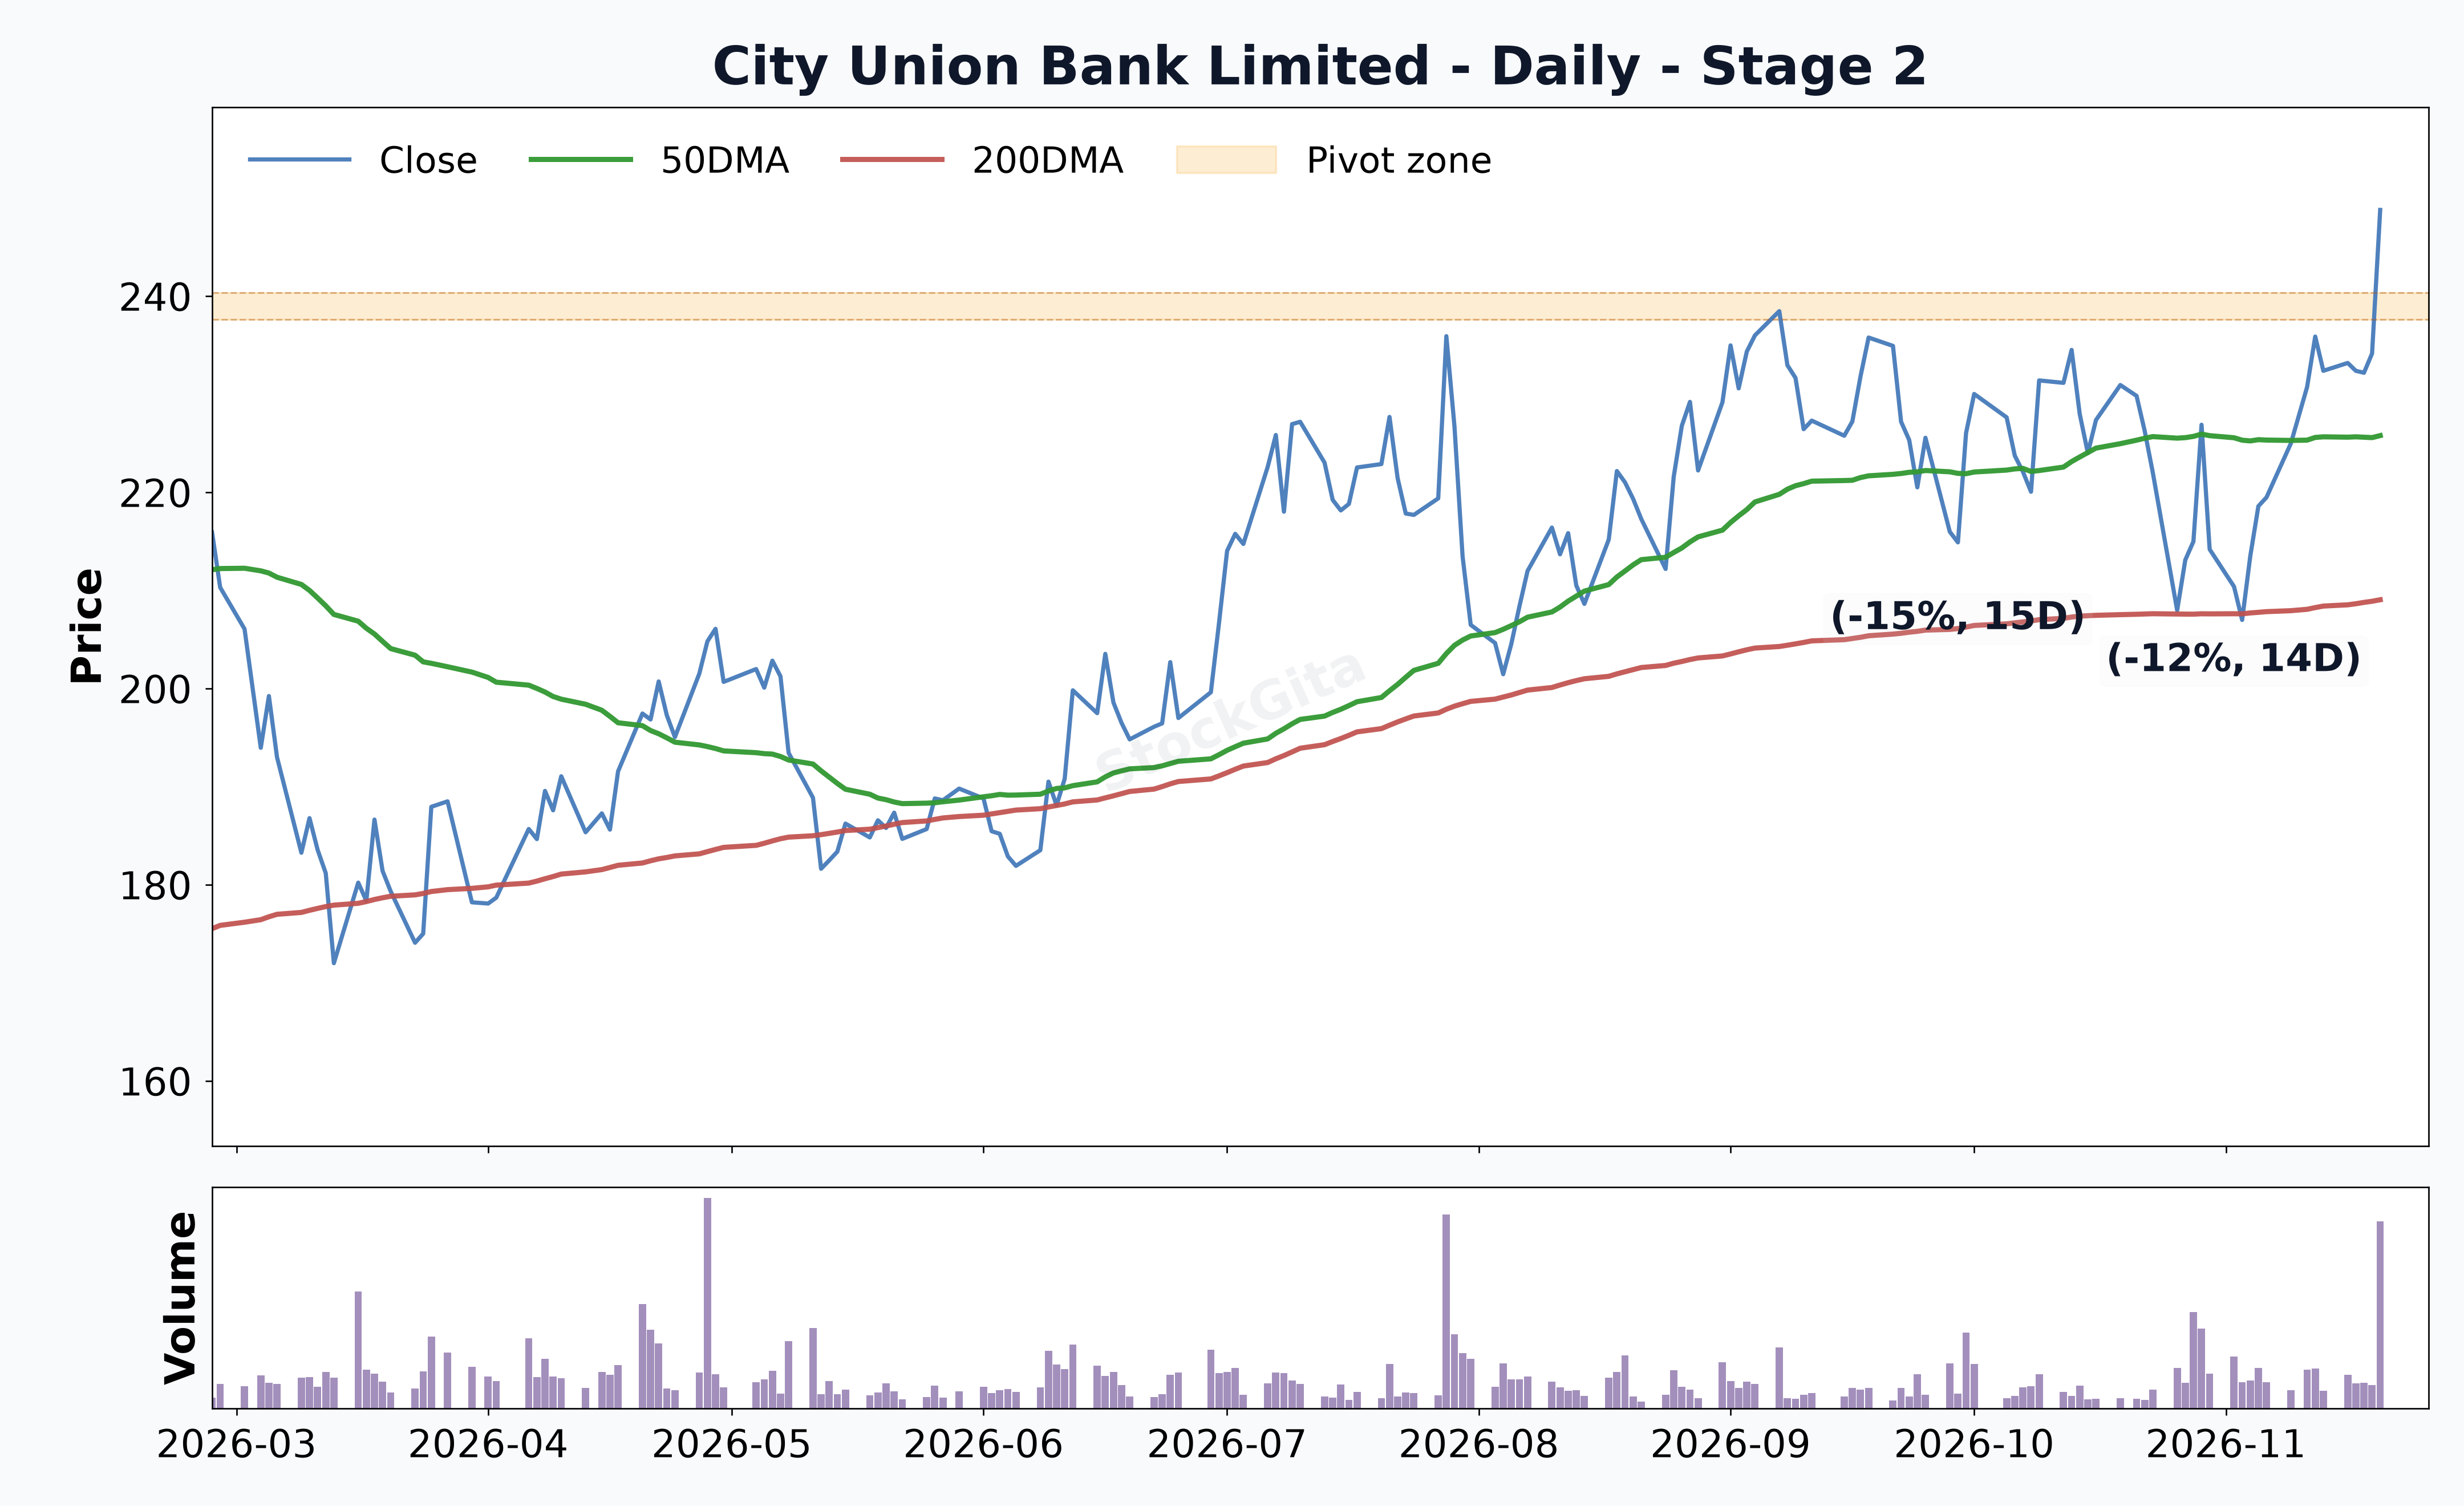 City Union Bank Limited - Daily - Stage 2
Close 50DMA 200DMA Pivot zone
240
220
200
180
160
Price
(-15%, 15D)
(-12%, 14D)
StockGita
Volume
2026-03 2026-04 2026-05 2026-06 2026-07 2026-08 2026-09 2026-10 2026-11